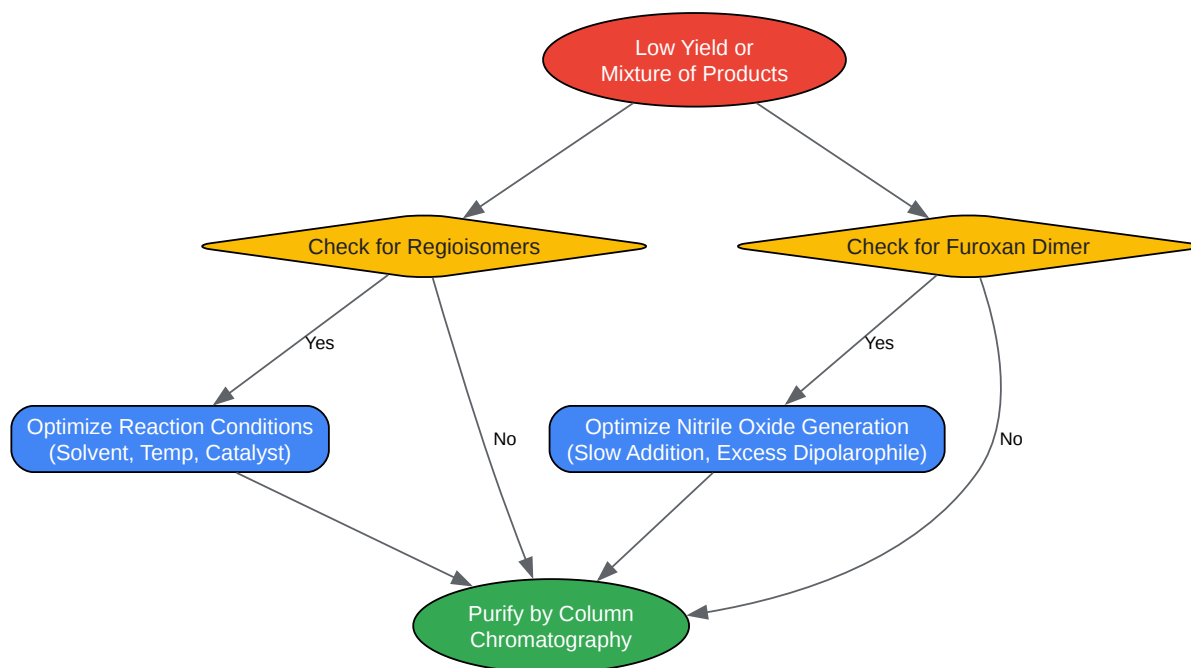 Low Yield or
Mixture of Products
Check for Regioisomers
Check for Furoxan Dimer
Yes
Yes
Optimize Reaction Conditions
(Solvent, Temp, Catalyst)
No
Optimize Nitrile Oxide Generation
(Slow Addition, Excess Dipolarophile)
No
Purify by Column
Chromatography